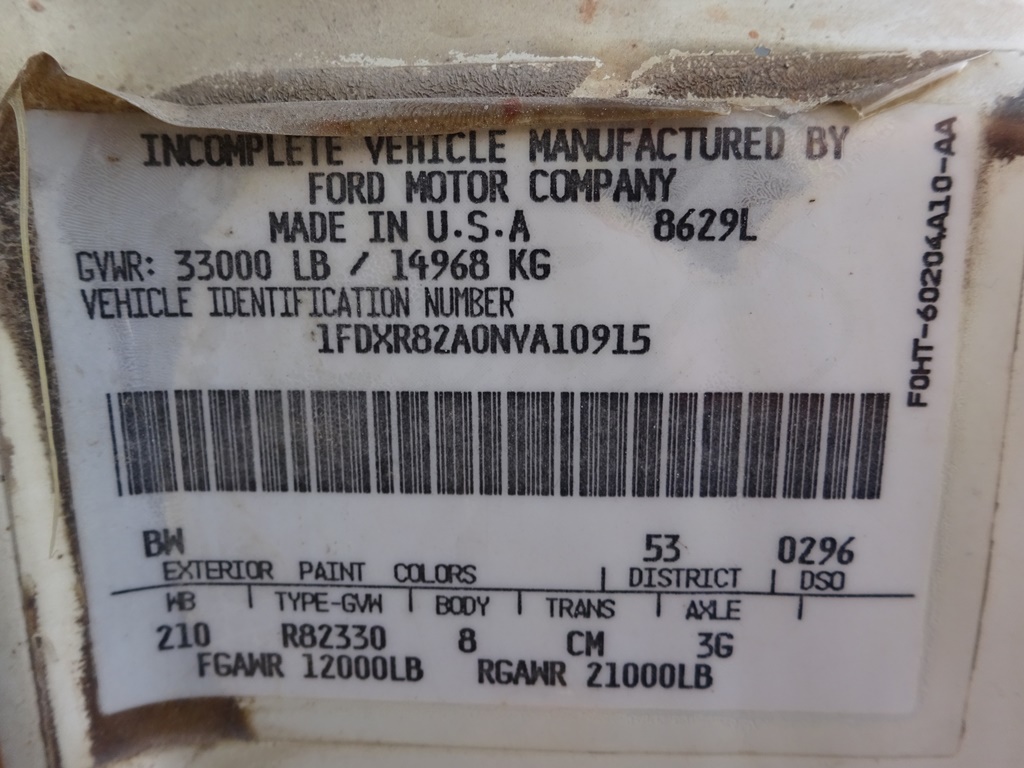 INCOMPLETE VEHICLE MANUFACTURED BY
FORD MOTOR COMPANY
MADE IN U.S.A 8629L
GVWR: 33000 LB / 14968 KG
VEHICLE IDENTIFICATION NUMBER
1FDXR82A0NVA10915
F0HT-60204A10-AA
BW 53 0296
EXTERIOR PAINT COLORS | DISTRICT | DSO
WB | TYPE-GVW | BODY | TRANS | AXLE |
210 R82330 8 CM 3G
FGAWR 12000LB RGAWR 21000LB